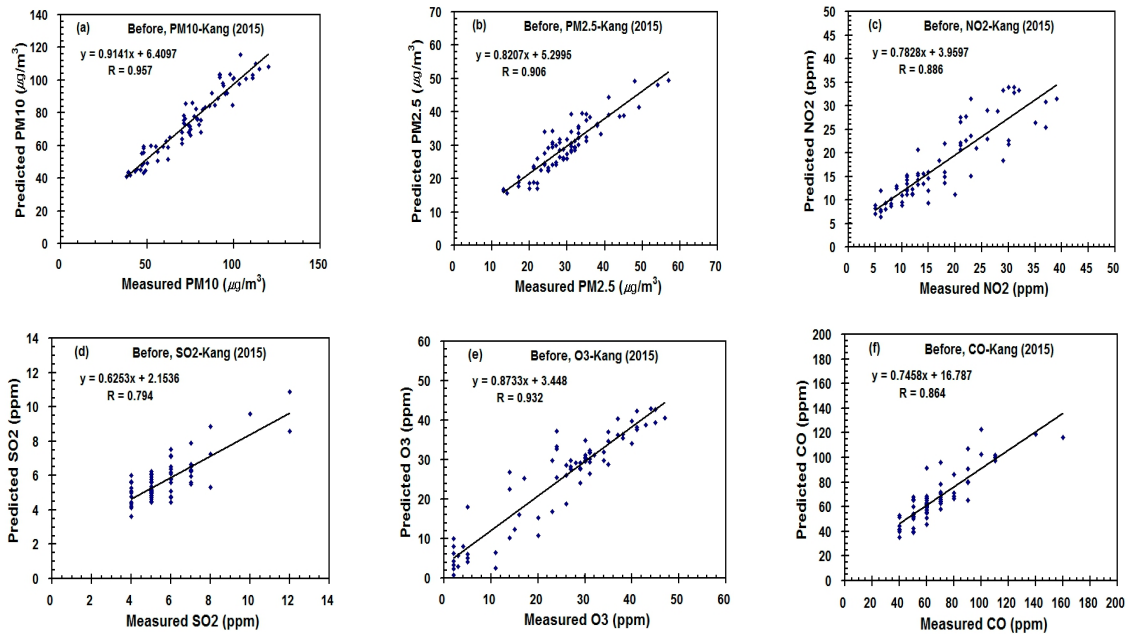 (a) Before, PM10-Kang (2015)
y = 0.9141x + 6.4097
R = 0.957
Predicted PM10 (μg/m³)
140
120
100
80
60
40
20
0
0 50 100 150
Measured PM10 (μg/m³)
(b) Before, PM2.5-Kang (2015)
y = 0.8207x + 5.2995
R = 0.906
Predicted PM2.5 (μg/m³)
70
60
50
40
30
20
10
0
0 10 20 30 40 50 60 70
Measured PM2.5 (μg/m³)
(c) Before, NO2-Kang (2015)
y = 0.7828x + 3.9597
R = 0.886
Predicted NO2 (ppm)
50
45
40
35
30
25
20
15
10
5
0
0 5 10 15 20 25 30 35 40 45 50
Measured NO2 (ppm)
(d) Before, SO2-Kang (2015)
y = 0.6253x + 2.1536
R = 0.794
Predicted SO2 (ppm)
14
12
10
8
6
4
2
0
0 2 4 6 8 10 12 14
Measured SO2 (ppm)
(e) Before, O3-Kang (2015)
y = 0.8733x + 3.448
R = 0.932
Predicted O3 (ppm)
60
50
40
30
20
10
0
0 10 20 30 40 50 60
Measured O3 (ppm)
(f) Before, CO-Kang (2015)
y = 0.7458x + 16.787
R = 0.864
Predicted CO (ppm)
200
180
160
140
120
100
80
60
40
20
0
0 20 40 60 80 100 120 140 160 180 200
Measured CO (ppm)